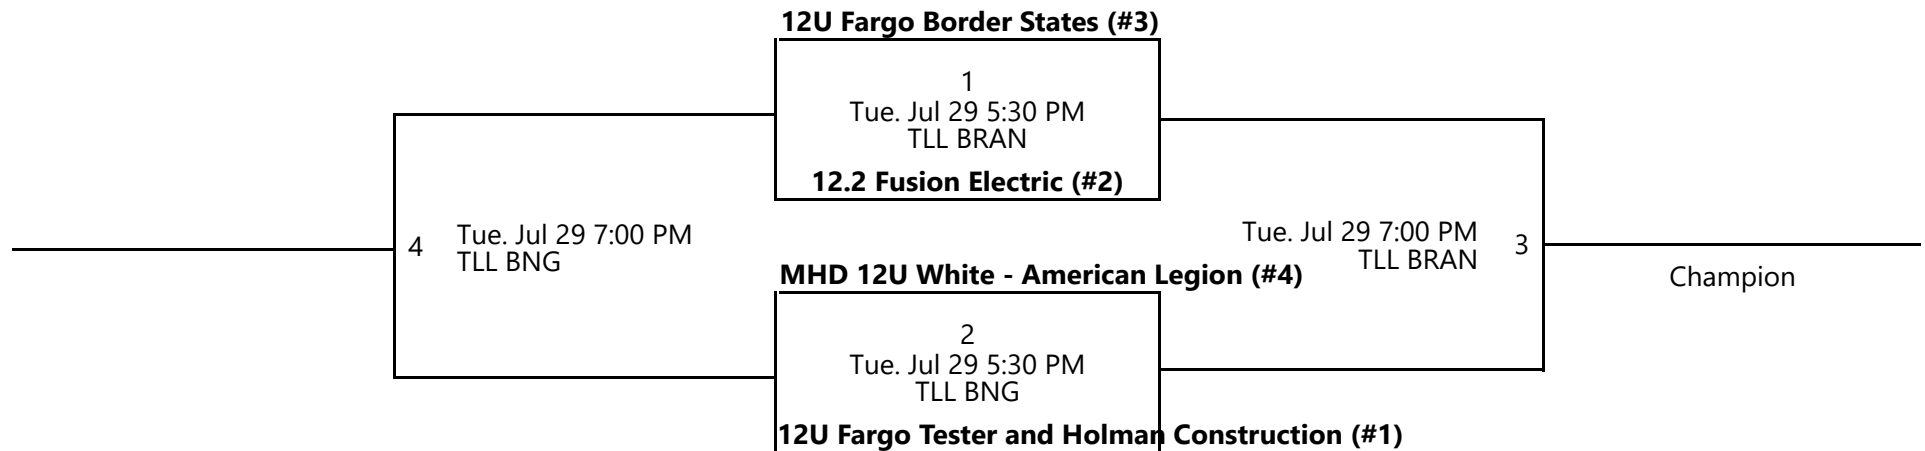 12U Fargo Border States (#3)
1
Tue. Jul 29 5:30 PM
TLL BRAN
12.2 Fusion Electric (#2)
4
Tue. Jul 29 7:00 PM
TLL BNG
Tue. Jul 29 7:00 PM
TLL BRAN
3
Champion
MHD 12U White - American Legion (#4)
2
Tue. Jul 29 5:30 PM
TLL BNG
12U Fargo Tester and Holman Construction (#1)